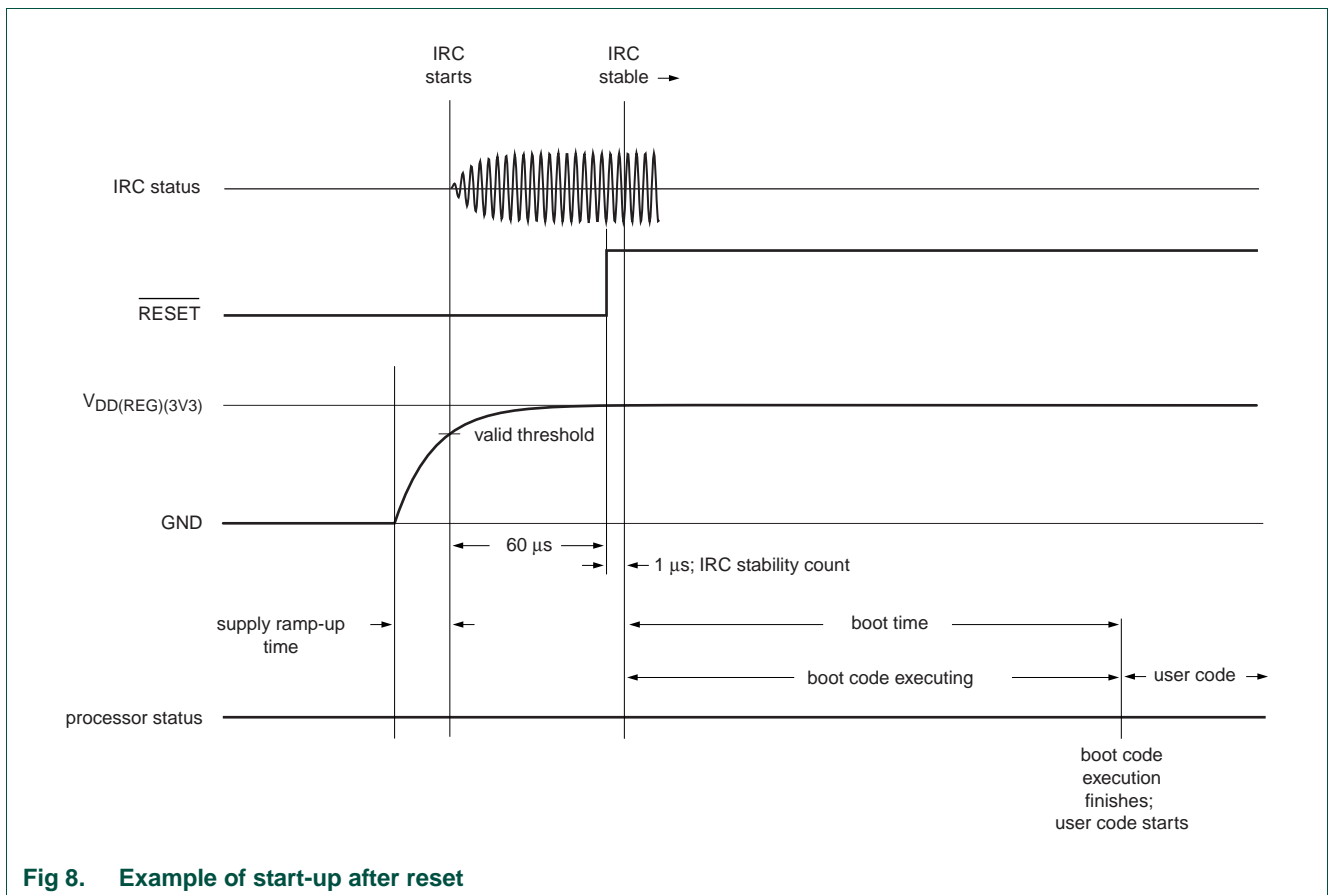 IRC
starts
IRC
stable
IRC status
RESET
VDD(REG)(3V3)
valid threshold
GND
60 μs
1 μs; IRC stability count
supply ramp-up
time
boot time
boot code executing
user code
processor status
boot code
execution
finishes;
user code starts
Fig 8. Example of start-up after reset